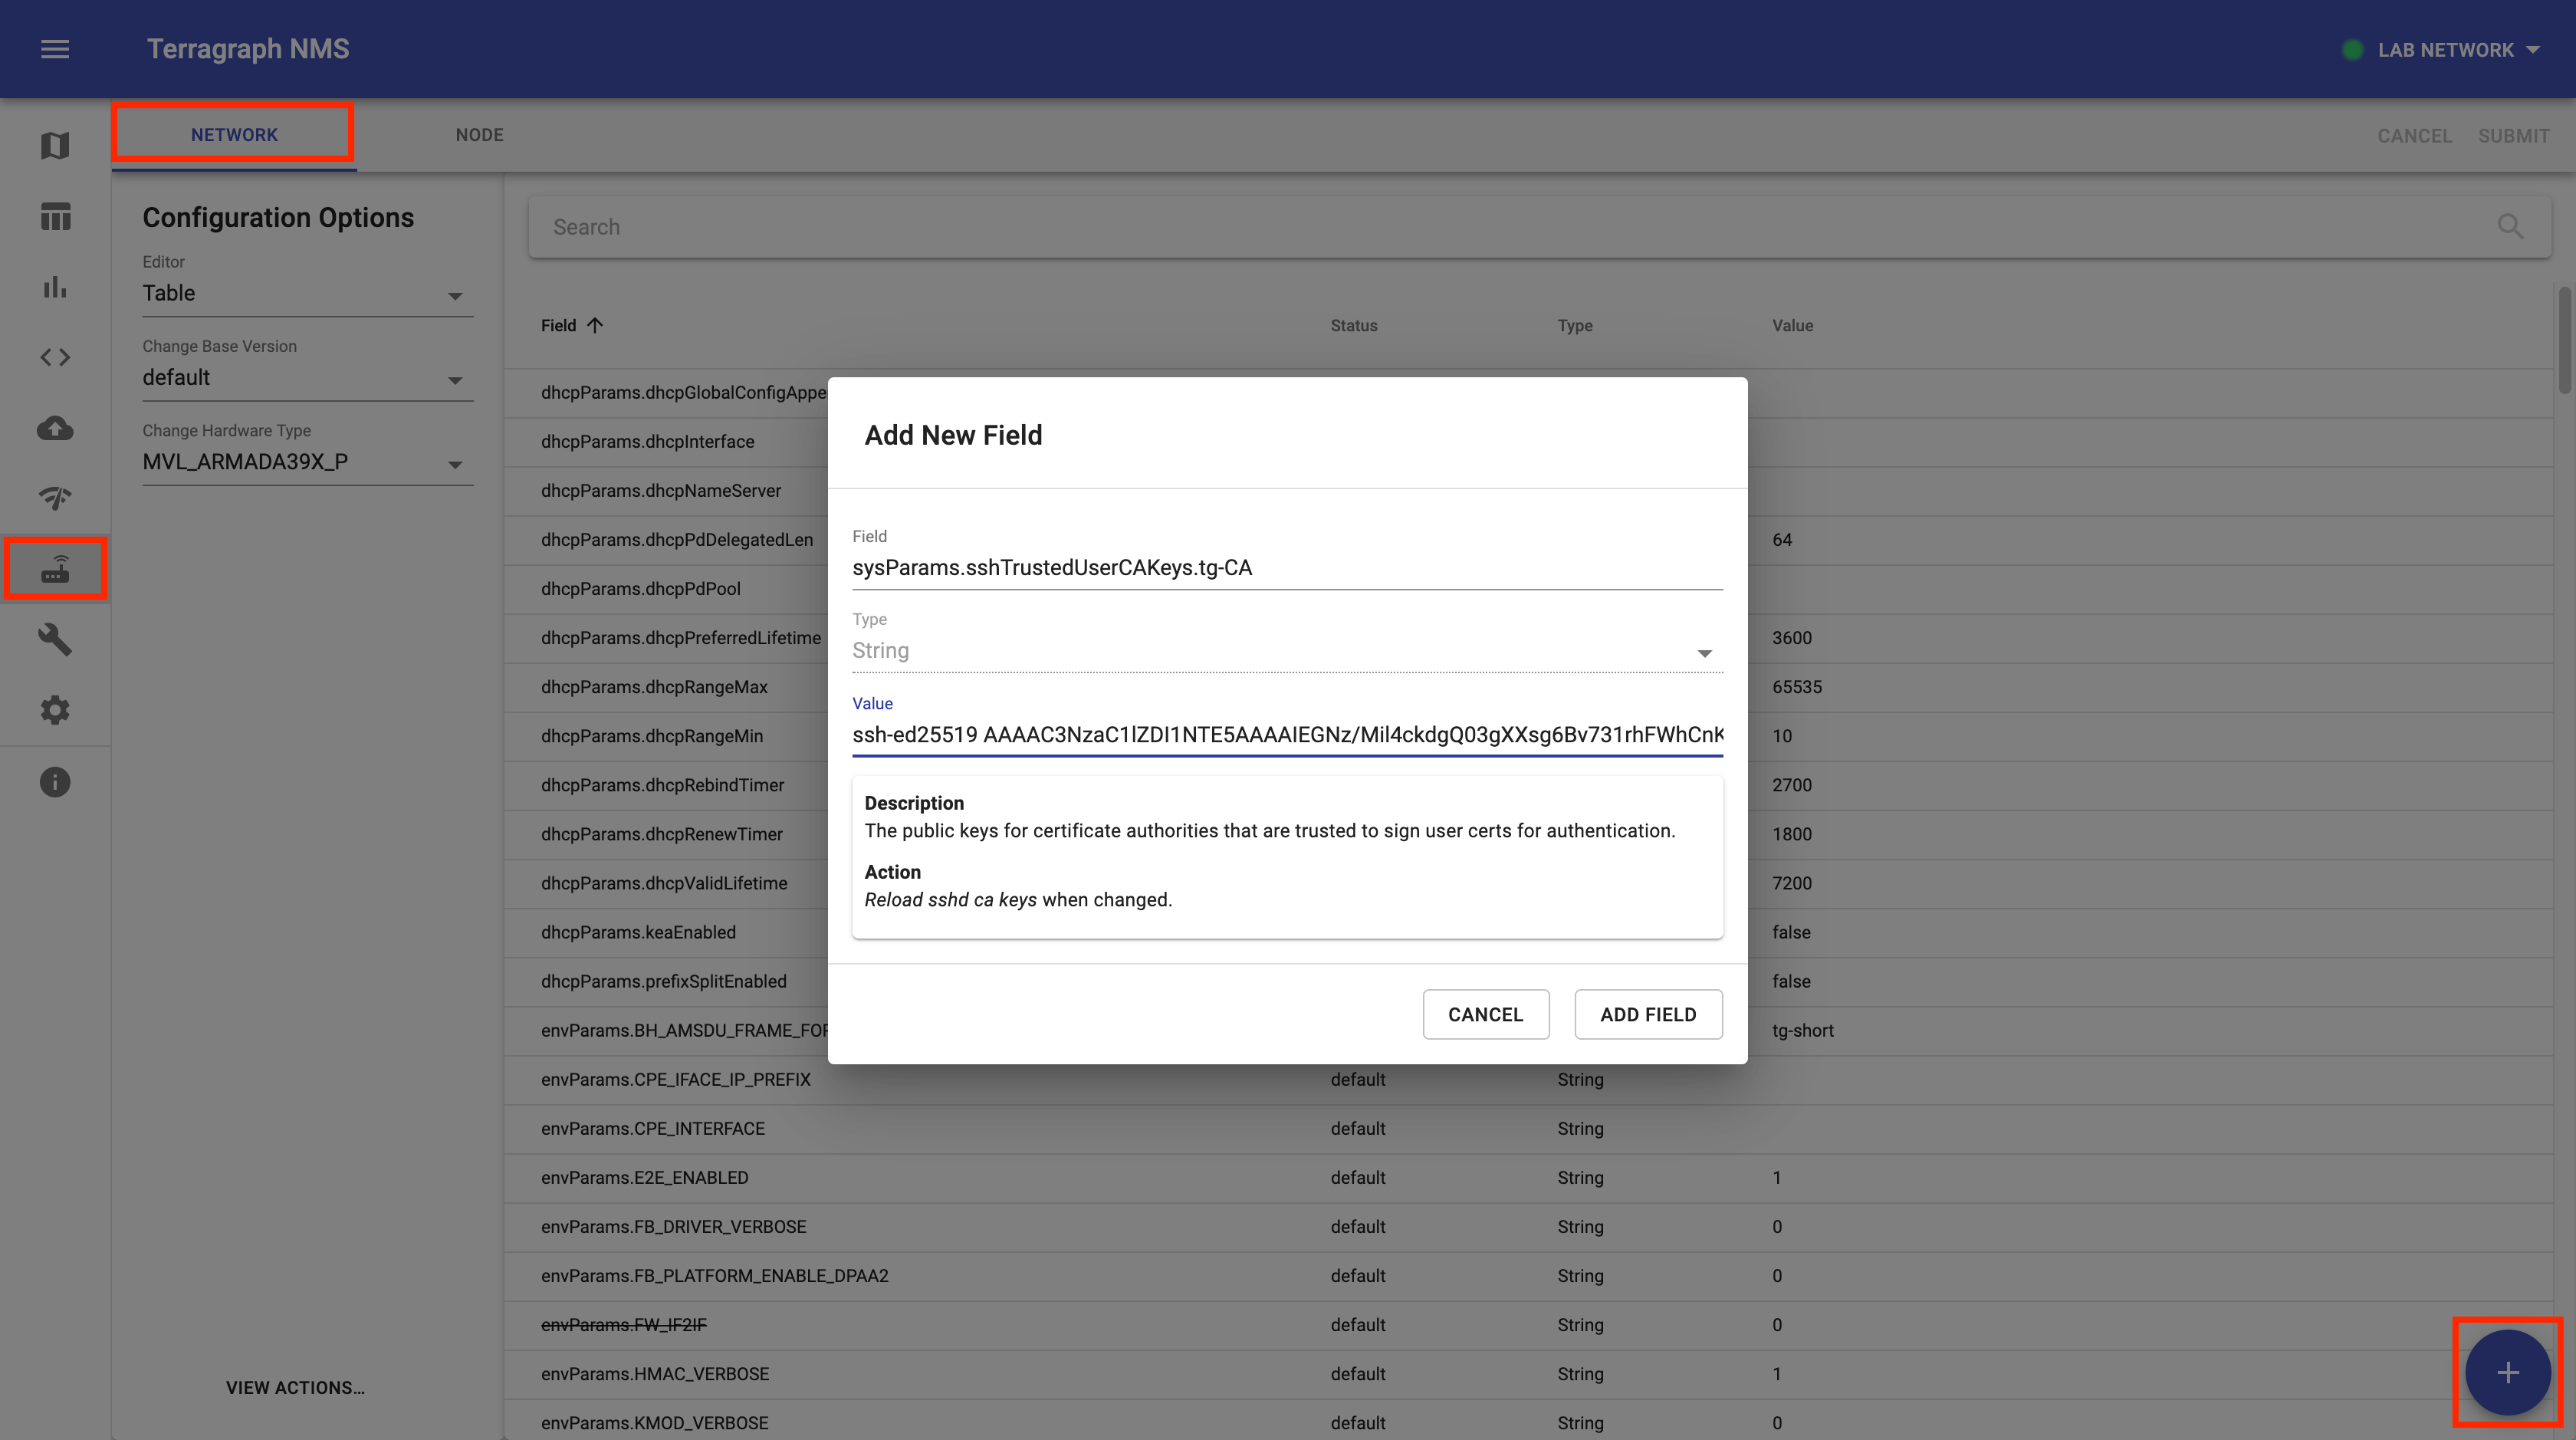 Terragraph NMS
LAB NETWORK
NETWORK
NODE
CANCEL
SUBMIT
Configuration Options
Editor
Table
Change Base Version
default
Change Hardware Type
MVL_ARMADA39X_P
VIEW ACTIONS...
Search
Field Status Type Value
dhcpParams.dhcpGlobalConfigAppe
dhcpParams.dhcpInterface
dhcpParams.dhcpNameServer
dhcpParams.dhcpPdDelegatedLen 64
dhcpParams.dhcpPdPool
dhcpParams.dhcpPreferredLifetime 3600
dhcpParams.dhcpRangeMax 65535
dhcpParams.dhcpRangeMin 10
dhcpParams.dhcpRebindTimer 2700
dhcpParams.dhcpRenewTimer 1800
dhcpParams.dhcpValidLifetime 7200
dhcpParams.keaEnabled false
dhcpParams.prefixSplitEnabled false
envParams.BH_AMSDU_FRAME_FOR tg-short
envParams.CPE_IFACE_IP_PREFIX default String
envParams.CPE_INTERFACE default String
envParams.E2E_ENABLED default String 1
envParams.FB_DRIVER_VERBOSE default String 0
envParams.FB_PLATFORM_ENABLE_DPAA2 default String 0
envParams.FW_IF2IF default String 0
envParams.HMAC_VERBOSE default String 1
envParams.KMOD_VERBOSE default String 0
Add New Field
Field
sysParams.sshTrustedUserCAKeys.tg-CA
Type
String
Value
ssh-ed25519 AAAAC3NzaC1lZDI1NTE5AAAAIEGNz/Mil4ckdgQ03gXXsg6Bv731rhFWhCnK
Description
The public keys for certificate authorities that are trusted to sign user certs for authentication.
Action
Reload sshd ca keys when changed.
CANCEL
ADD FIELD